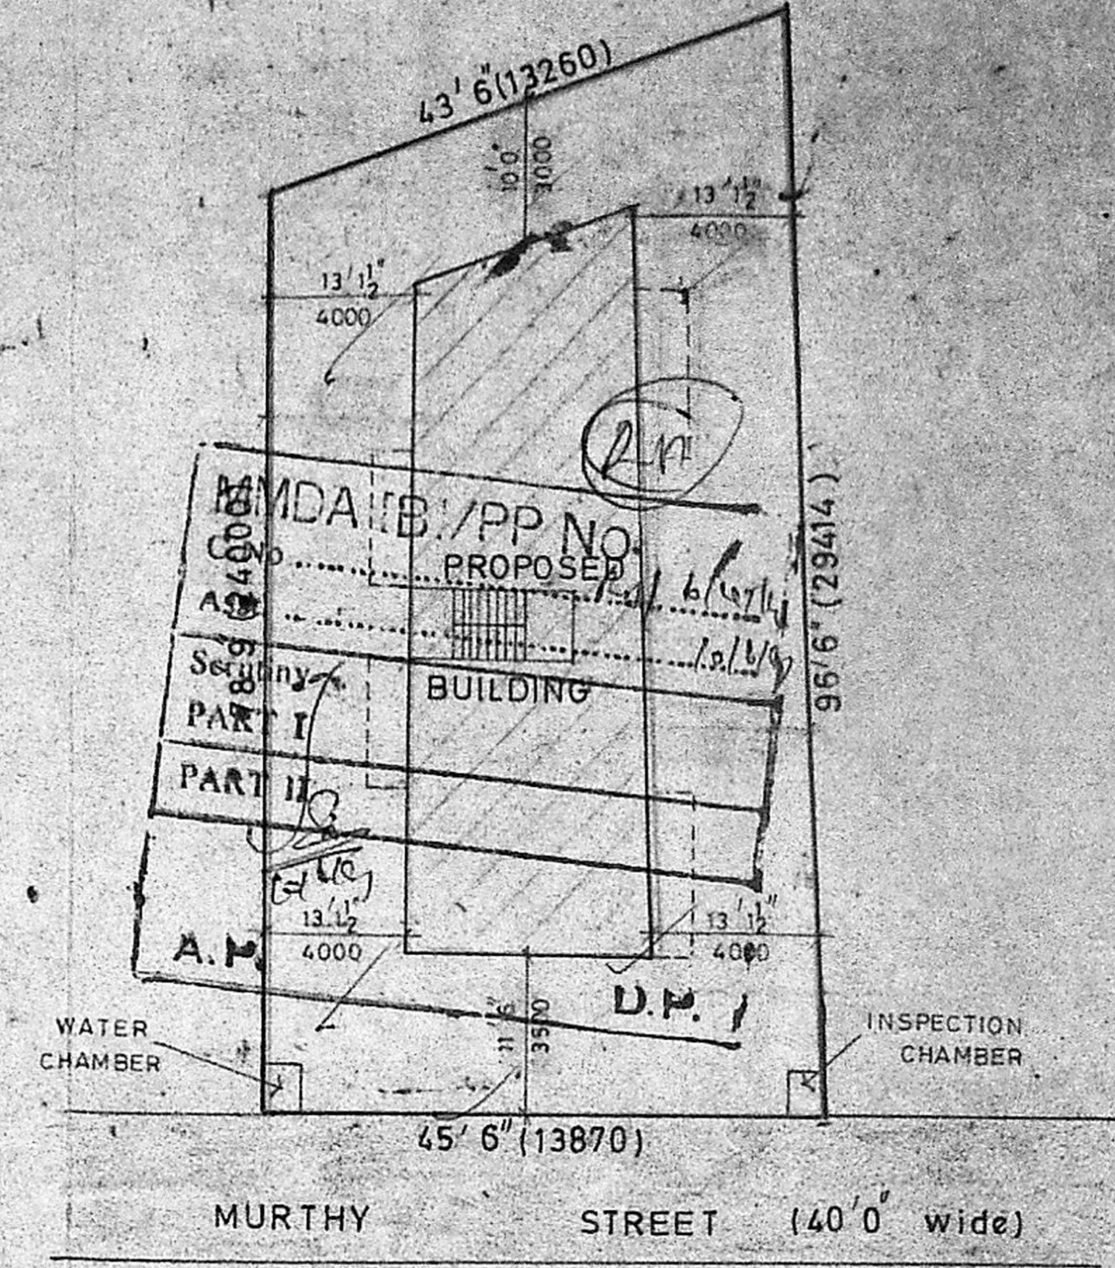 43' 6"(13260)
10'0"
3000
13'1½"
4000
13'1½"
4000
MMDA [B]/PP NO.
PROPOSED
BUILDING
Scrutiny
PART I
PART II
96'6"(29414)
13'1½"
4000
13'1½"
4000
A.P.
D.P.
11'6"
3500
WATER
CHAMBER
INSPECTION
CHAMBER
45' 6"(13870)
MURTHY STREET (40'0" wide)